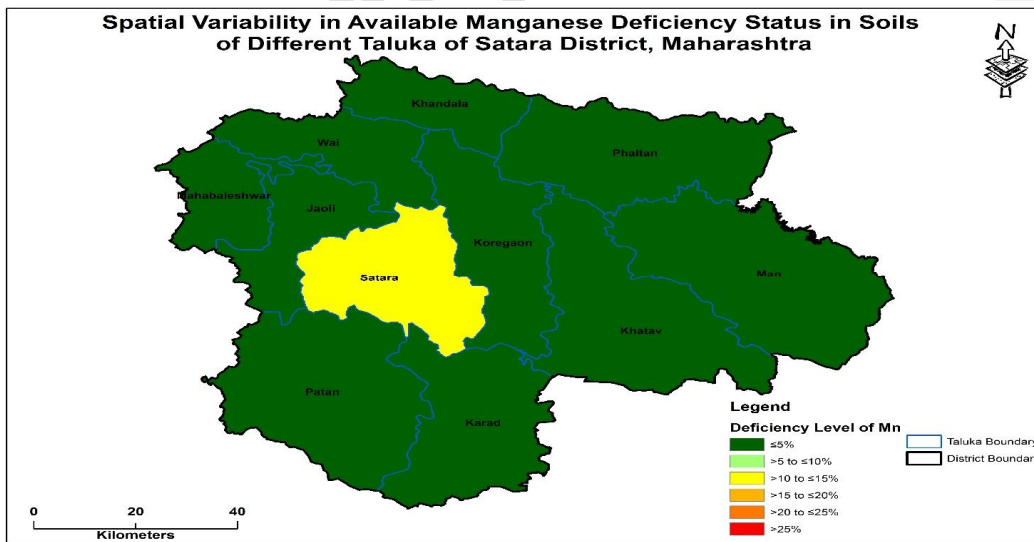 Spatial Variability in Available Manganese Deficiency Status in Soils
of Different Taluka of Satara District, Maharashtra
N
Khandala
Wai
Phaltan
Mahabaleshwar
Jaoli
Koregaon
Satara
Man
Khatav
Patan
Karad
Legend
Deficiency Level of Mn
≤5%
>5 to ≤10%
>10 to ≤15%
>15 to ≤20%
>20 to ≤25%
>25%
Taluka Boundary
District Boundar
0 20 40
Kilometers